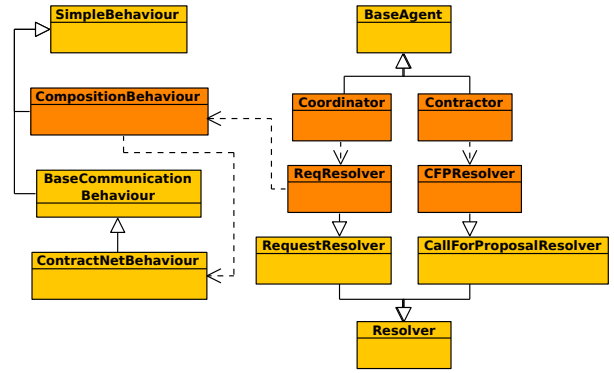 SimpleBehaviour
BaseAgent
CompositionBehaviour
Coordinator
Contractor
BaseCommunication
Behaviour
ReqResolver
CFPResolver
ContractNetBehaviour
RequestResolver
CallForProposalResolver
Resolver